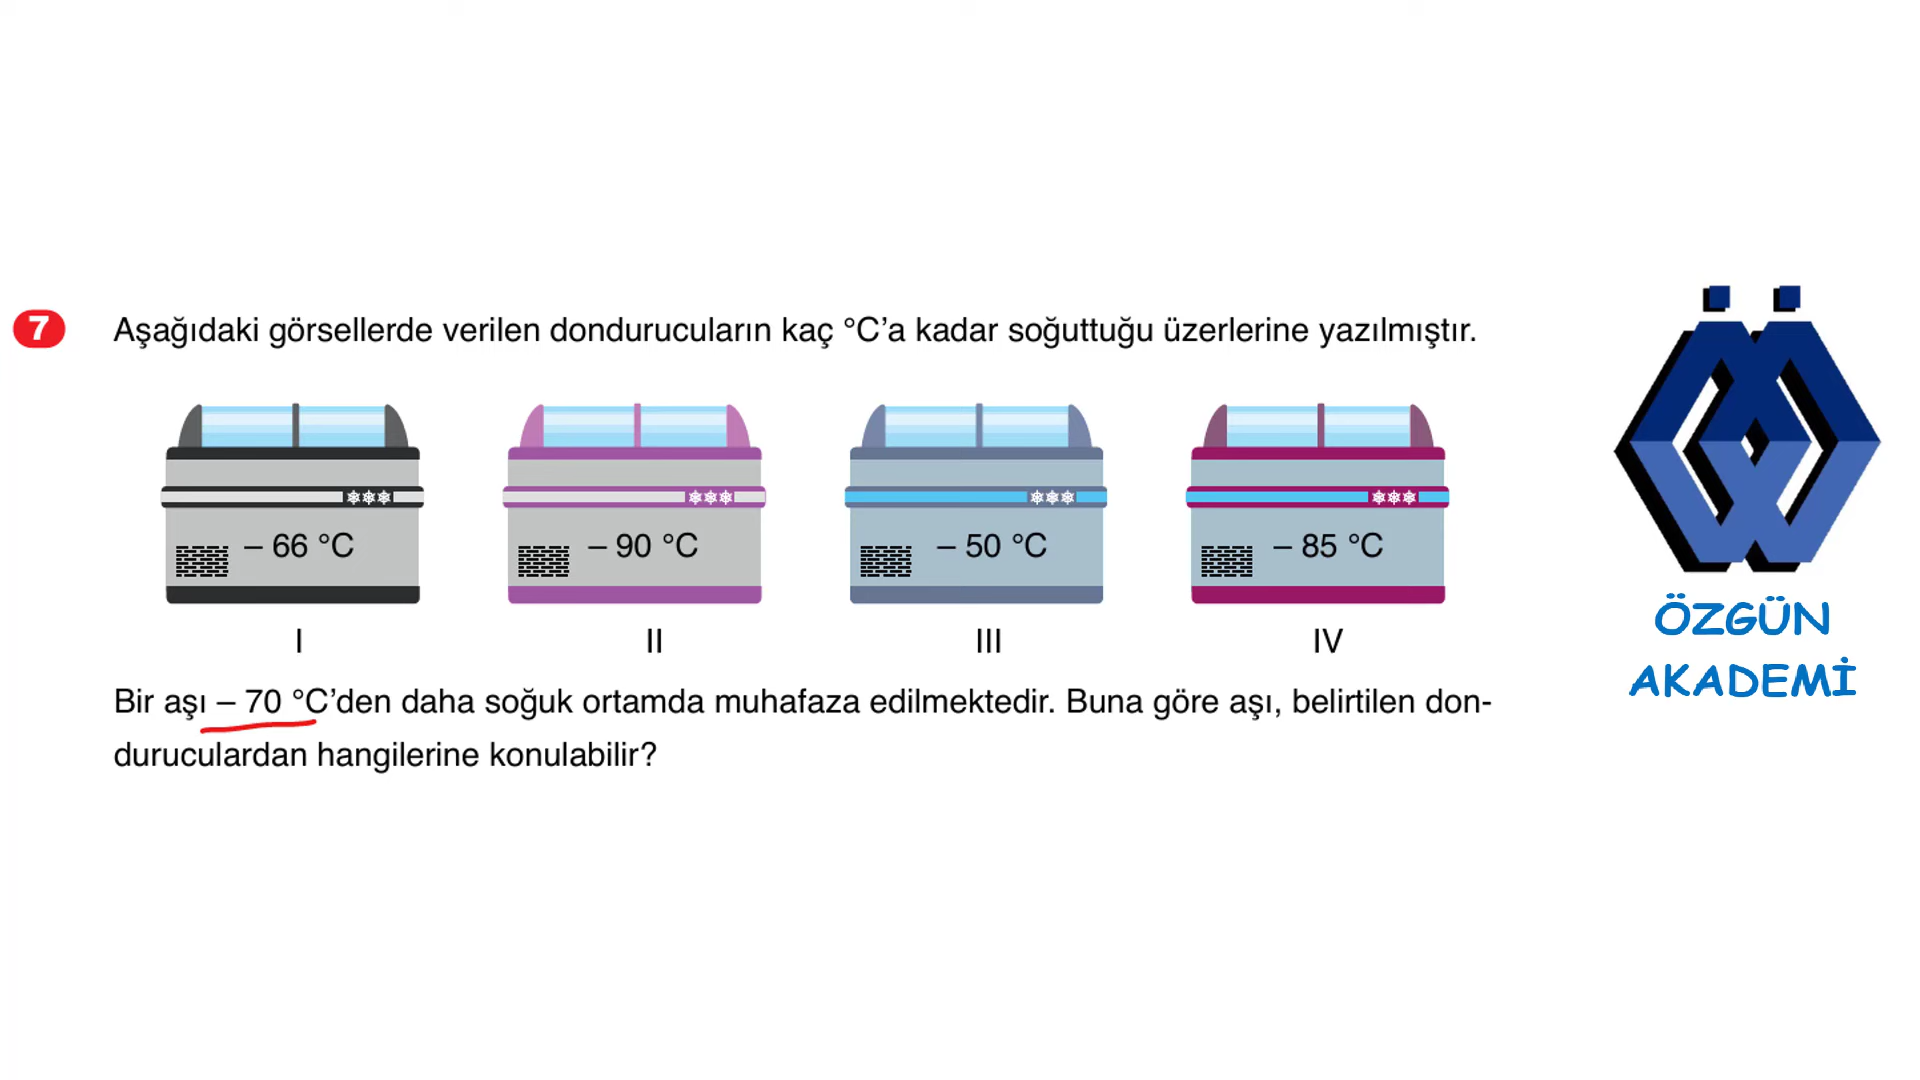 7 Aşağıdaki görsellerde verilen dondurucuların kaç °C’a kadar soğuttuğu üzerlerine yazılmıştır.
– 66 °C – 90 °C – 50 °C – 85 °C
I II III IV
Bir aşı – 70 °C’den daha soğuk ortamda muhafaza edilmektedir. Buna göre aşı, belirtilen don-
duruculardan hangilerine konulabilir?
ÖZGÜN
AKADEMİ